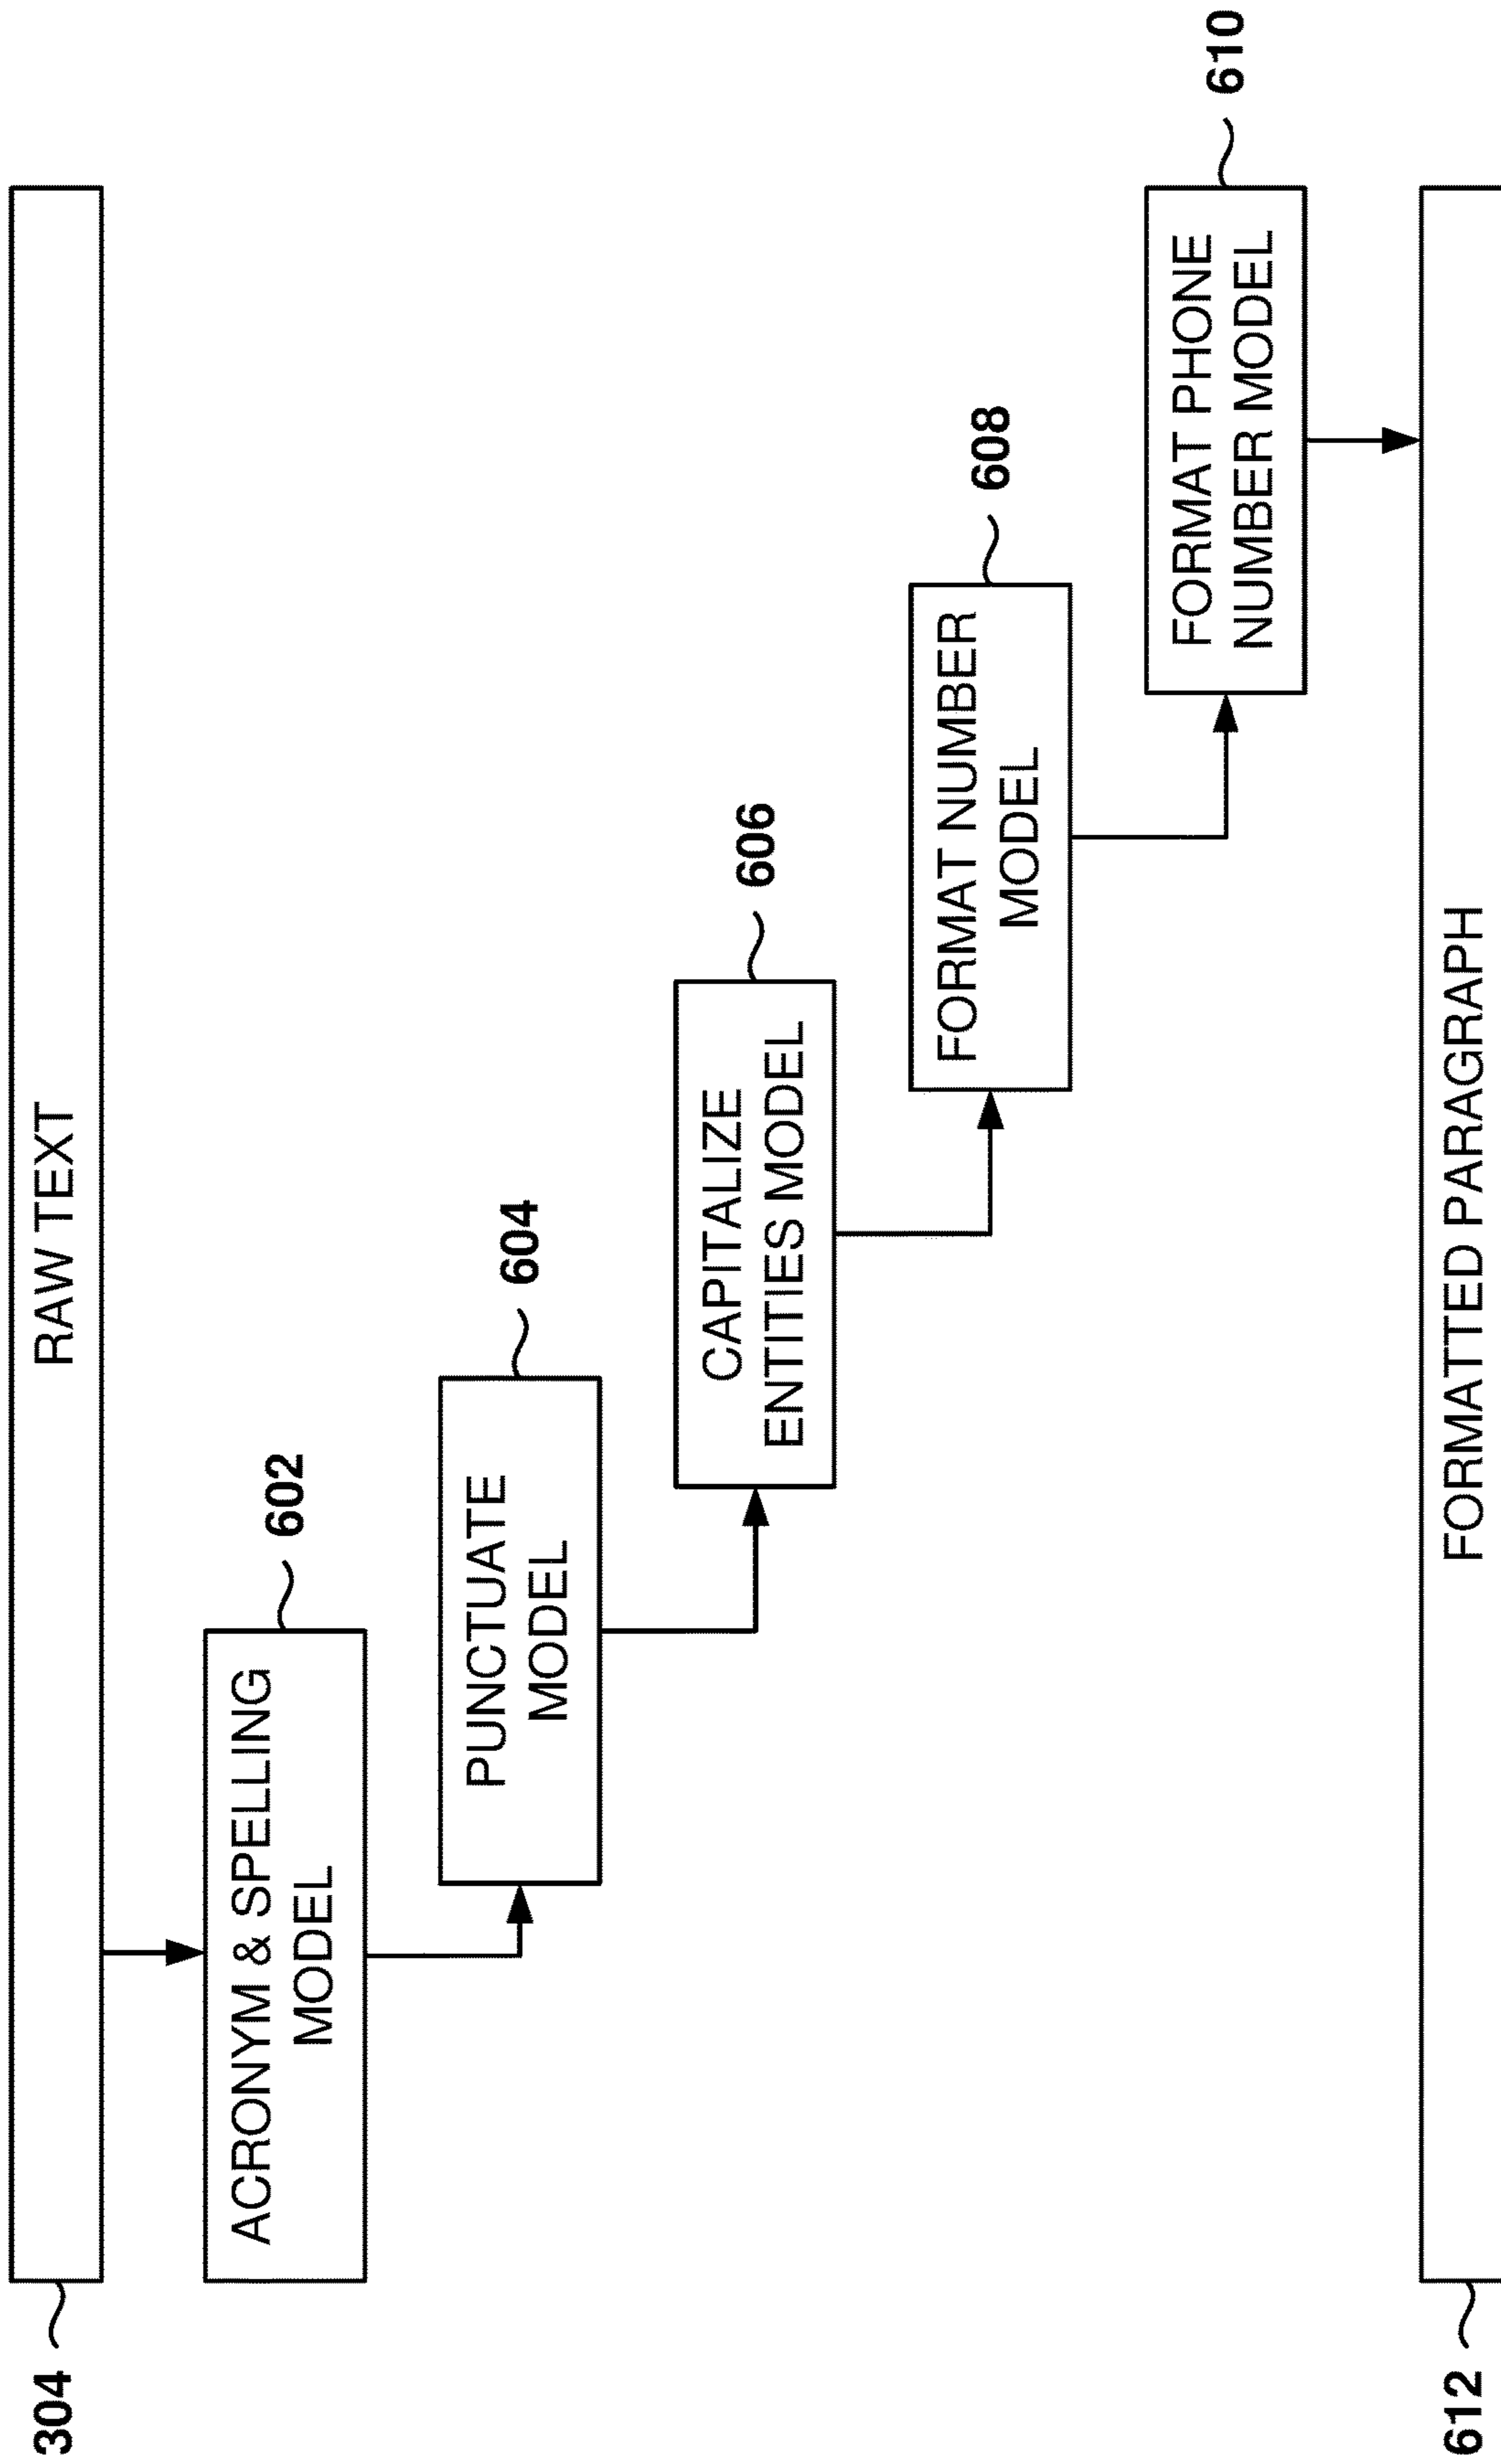 304
RAW TEXT
602
ACRONYM & SPELLING
MODEL
604
PUNCTUATE
MODEL
606
CAPITALIZE
ENTITIES MODEL
608
FORMAT NUMBER
MODEL
610
FORMAT PHONE
NUMBER MODEL
612
FORMATTED PARAGRAPH